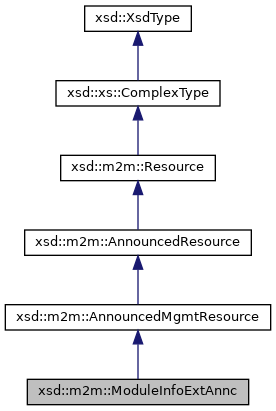 xsd::XsdType
xsd::xs::ComplexType
xsd::m2m::Resource
xsd::m2m::AnnouncedResource
xsd::m2m::AnnouncedMgmtResource
xsd::m2m::ModuleInfoExtAnnc